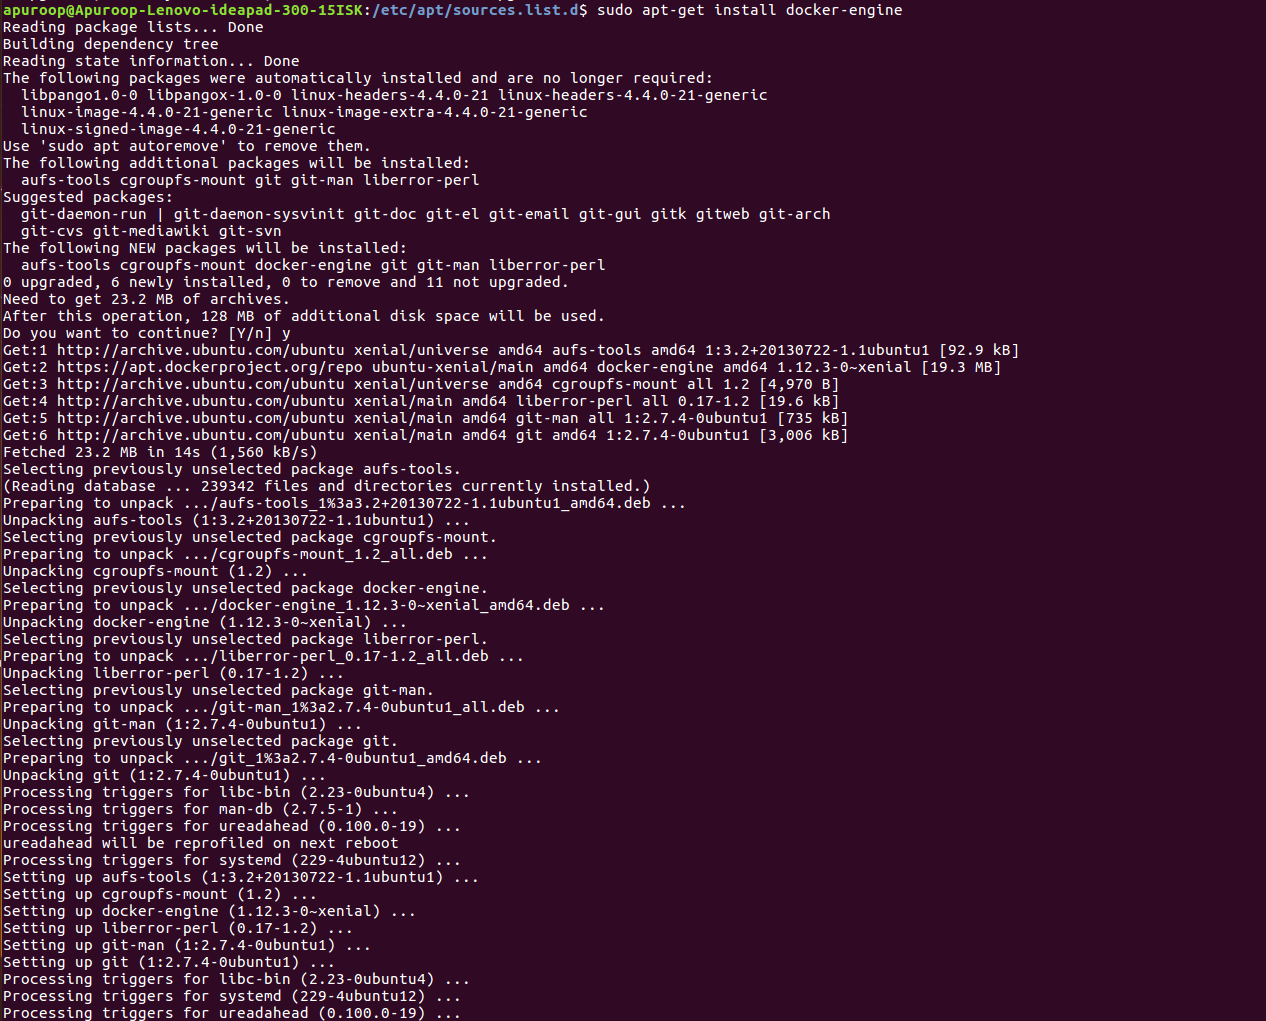 apuroop@Apuroop-Lenovo-ideapad-300-15ISK:/etc/apt/sources.list.d$ sudo apt-get install docker-engine
Reading package lists... Done
Building dependency tree
Reading state information... Done
The following packages were automatically installed and are no longer required:
  libpango1.0-0 libpangox-1.0-0 linux-headers-4.4.0-21 linux-headers-4.4.0-21-generic
  linux-image-4.4.0-21-generic linux-image-extra-4.4.0-21-generic
  linux-signed-image-4.4.0-21-generic
Use 'sudo apt autoremove' to remove them.
The following additional packages will be installed:
  aufs-tools cgroupfs-mount git git-man liberror-perl
Suggested packages:
  git-daemon-run | git-daemon-sysvinit git-doc git-el git-email git-gui gitk gitweb git-arch
  git-cvs git-mediawiki git-svn
The following NEW packages will be installed:
  aufs-tools cgroupfs-mount docker-engine git git-man liberror-perl
0 upgraded, 6 newly installed, 0 to remove and 11 not upgraded.
Need to get 23.2 MB of archives.
After this operation, 128 MB of additional disk space will be used.
Do you want to continue? [Y/n] y
Get:1 http://archive.ubuntu.com/ubuntu xenial/universe amd64 aufs-tools amd64 1:3.2+20130722-1.1ubuntu1 [92.9 kB]
Get:2 https://apt.dockerproject.org/repo ubuntu-xenial/main amd64 docker-engine amd64 1.12.3-0~xenial [19.3 MB]
Get:3 http://archive.ubuntu.com/ubuntu xenial/universe amd64 cgroupfs-mount all 1.2 [4,970 B]
Get:4 http://archive.ubuntu.com/ubuntu xenial/main amd64 liberror-perl all 0.17-1.2 [19.6 kB]
Get:5 http://archive.ubuntu.com/ubuntu xenial/main amd64 git-man all 1:2.7.4-0ubuntu1 [735 kB]
Get:6 http://archive.ubuntu.com/ubuntu xenial/main amd64 git amd64 1:2.7.4-0ubuntu1 [3,006 kB]
Fetched 23.2 MB in 14s (1,560 kB/s)
Selecting previously unselected package aufs-tools.
(Reading database ... 239342 files and directories currently installed.)
Preparing to unpack .../aufs-tools_1%3a3.2+20130722-1.1ubuntu1_amd64.deb ...
Unpacking aufs-tools (1:3.2+20130722-1.1ubuntu1) ...
Selecting previously unselected package cgroupfs-mount.
Preparing to unpack .../cgroupfs-mount_1.2_all.deb ...
Unpacking cgroupfs-mount (1.2) ...
Selecting previously unselected package docker-engine.
Preparing to unpack .../docker-engine_1.12.3-0~xenial_amd64.deb ...
Unpacking docker-engine (1.12.3-0~xenial) ...
Selecting previously unselected package liberror-perl.
Preparing to unpack .../liberror-perl_0.17-1.2_all.deb ...
Unpacking liberror-perl (0.17-1.2) ...
Selecting previously unselected package git-man.
Preparing to unpack .../git-man_1%3a2.7.4-0ubuntu1_all.deb ...
Unpacking git-man (1:2.7.4-0ubuntu1) ...
Selecting previously unselected package git.
Preparing to unpack .../git_1%3a2.7.4-0ubuntu1_amd64.deb ...
Unpacking git (1:2.7.4-0ubuntu1) ...
Processing triggers for libc-bin (2.23-0ubuntu4) ...
Processing triggers for man-db (2.7.5-1) ...
Processing triggers for ureadahead (0.100.0-19) ...
ureadahead will be reprofiled on next reboot
Processing triggers for systemd (229-4ubuntu12) ...
Setting up aufs-tools (1:3.2+20130722-1.1ubuntu1) ...
Setting up cgroupfs-mount (1.2) ...
Setting up docker-engine (1.12.3-0~xenial) ...
Setting up liberror-perl (0.17-1.2) ...
Setting up git-man (1:2.7.4-0ubuntu1) ...
Setting up git (1:2.7.4-0ubuntu1) ...
Processing triggers for libc-bin (2.23-0ubuntu4) ...
Processing triggers for systemd (229-4ubuntu12) ...
Processing triggers for ureadahead (0.100.0-19) ...